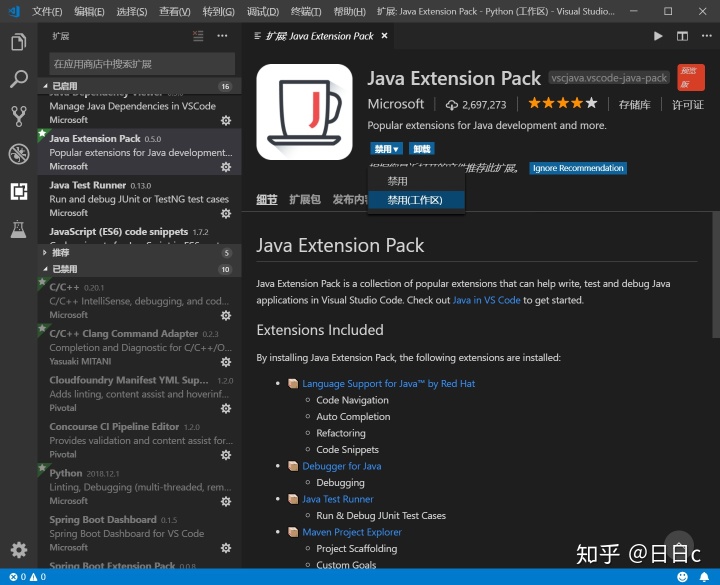 文件(F) 编辑(E) 选择(S) 查看(V) 转到(G) 调试(D) 终端(T) 帮助(H) 扩展: Java Extension Pack - Python (工作区) - Visual Studio...
扩展
在应用商店中搜索扩展
已启用 16
Java Dependency Viewer
Manage Java Dependencies in VSCode
Microsoft
Java Extension Pack 0.5.0
Popular extensions for Java development...
Microsoft
Java Test Runner 0.13.0
Run and debug JUnit or TestNG test cases
Microsoft
JavaScript (ES6) code snippets 1.7.2
推荐 5
已禁用 10
C/C++ 0.20.1
C/C++ IntelliSense, debugging, and cod...
Microsoft
C/C++ Clang Command Adapter 0.2.3
Completion and Diagnostic for C/C++/O...
Yasuaki MITANI
Cloudfoundry Manifest YML Sup... 1.2.0
Adds linting, content assist and hoverinf...
Pivotal
Concourse CI Pipeline Editor 1.2.0
Provides validation and content assist for...
Pivotal
Python 2018.12.1
Linting, Debugging (multi-threaded, rem...
Microsoft
Spring Boot Dashboard 0.1.5
Spring Boot Dashboard for VS Code
Microsoft
Spring Boot Extension Pack 0.0.8
扩展 Java Extension Pack
Java Extension Pack vscjava.vscode-java-pack 预览版
Microsoft 2,697,273 存储库 许可证
Popular extensions for Java development and more.
禁用 卸载
根据您最近打开的文件推荐此扩展。 Ignore Recommendation
禁用
禁用(工作区)
细节 扩展包 发布内容
Java Extension Pack
Java Extension Pack is a collection of popular extensions that can help write, test and debug Java
applications in Visual Studio Code. Check out Java in VS Code to get started.
Extensions Included
By installing Java Extension Pack, the following extensions are installed:
Language Support for Java™ by Red Hat
Code Navigation
Auto Completion
Refactoring
Code Snippets
Debugger for Java
Debugging
Java Test Runner
Run & Debug JUnit Test Cases
Maven Project Explorer
Project Scaffolding
Custom Goals
知乎 @日白c
0 0